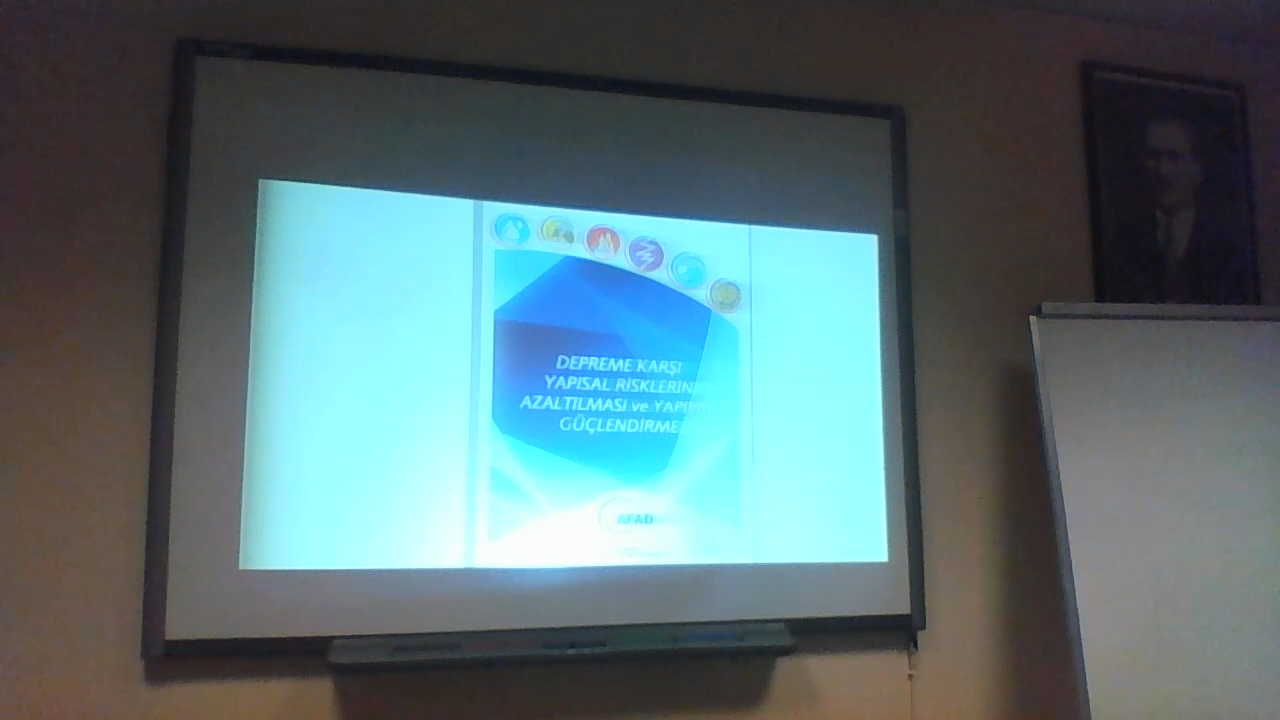 DEPREME KARŞI
YAPISAL RİSKLERİN
AZALTILMASI ve
GÜÇLENDİRME
AFAD